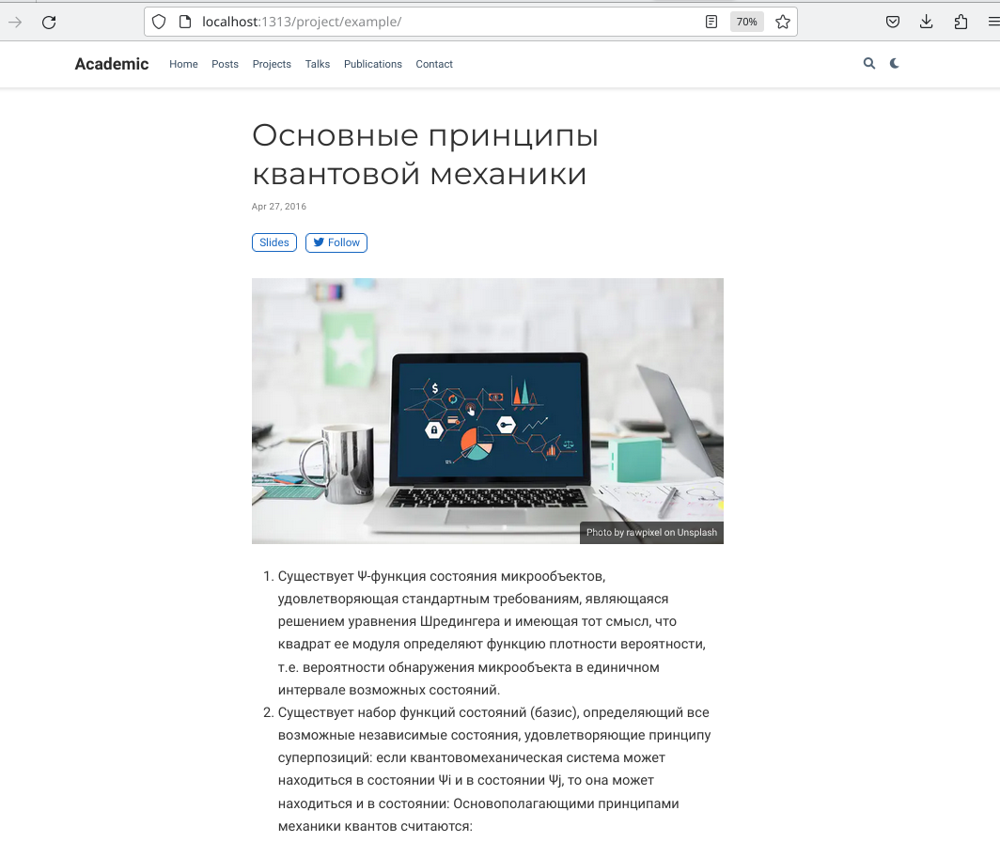 localhost:1313/project/example/
70%
Academic Home Posts Projects Talks Publications Contact
Основные принципы
квантовой механики
Apr 27, 2016
Slides Follow
$
Photo by rawpixel on Unsplash
1. Существует Ψ-функция состояния микрообъектов,
удовлетворяющая стандартным требованиям, являющаяся
решением уравнения Шредингера и имеющая тот смысл, что
квадрат ее модуля определяют функцию плотности вероятности,
т.е. вероятности обнаружения микрообъекта в единичном
интервале возможных состояний.
2. Существует набор функций состояний (базис), определяющий все
возможные независимые состояния, удовлетворяющие принципу
суперпозиций: если квантовомеханическая система может
находиться в состоянии Ψi и в состоянии Ψj, то она может
находиться и в состоянии: Основополагающими принципами
механики квантов считаются: